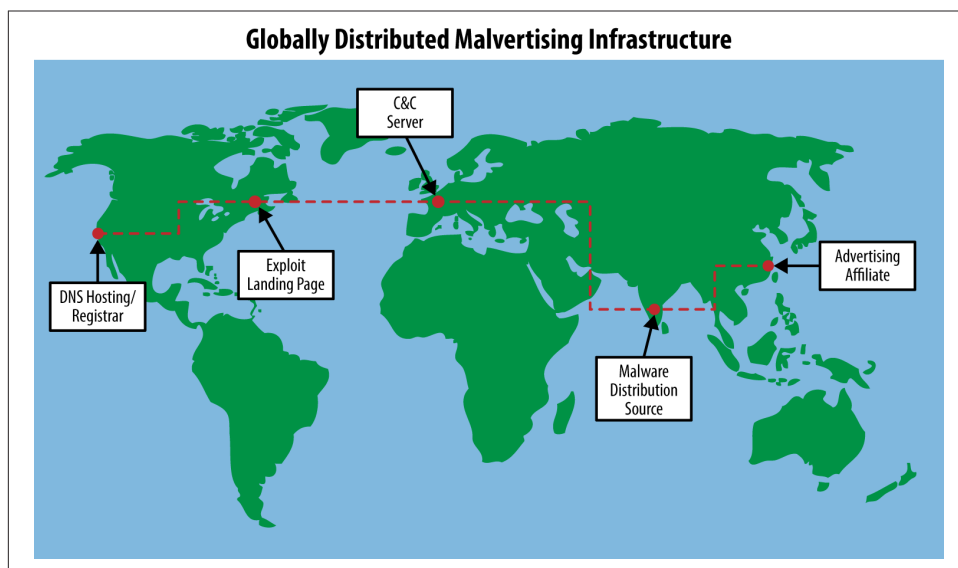 Globally Distributed Malvertising Infrastructure
C&C
Server
Exploit
Landing Page
DNS Hosting/
Registrar
Advertising
Affiliate
Malware
Distribution
Source